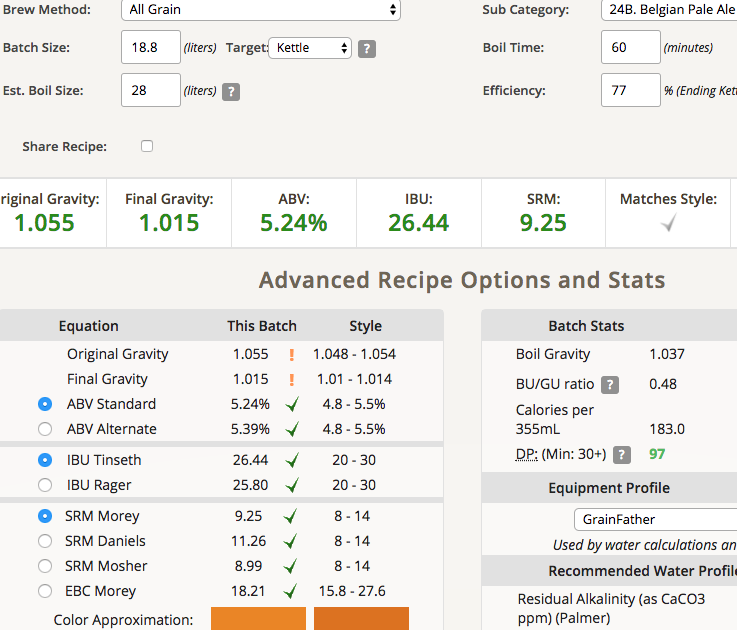 Brew Method: All Grain Sub Category: 24B. Belgian Pale Ale
Batch Size: 18.8 (liters) Target: Kettle ? Boil Time: 60 (minutes)
Est. Boil Size: 28 (liters) ? Efficiency: 77 % (Ending Kett
Share Recipe:
riginal Gravity: Final Gravity: ABV: IBU: SRM: Matches Style:
1.055 1.015 5.24% 26.44 9.25
Advanced Recipe Options and Stats
Equation This Batch Style Batch Stats
Original Gravity 1.055 ! 1.048 - 1.054 Boil Gravity 1.037
Final Gravity 1.015 ! 1.01 - 1.014 BU/GU ratio ? 0.48
ABV Standard 5.24% 4.8 - 5.5% Calories per
ABV Alternate 5.39% 4.8 - 5.5% 355mL 183.0
IBU Tinseth 26.44 20 - 30 DP: (Min: 30+) ? 97
IBU Rager 25.80 20 - 30 Equipment Profile
SRM Morey 9.25 8 - 14 GrainFather
SRM Daniels 11.26 8 - 14 Used by water calculations an
SRM Mosher 8.99 8 - 14 Recommended Water Profile
EBC Morey 18.21 15.8 - 27.6 Residual Alkalinity (as CaCO3
Color Approximation: ppm) (Palmer)